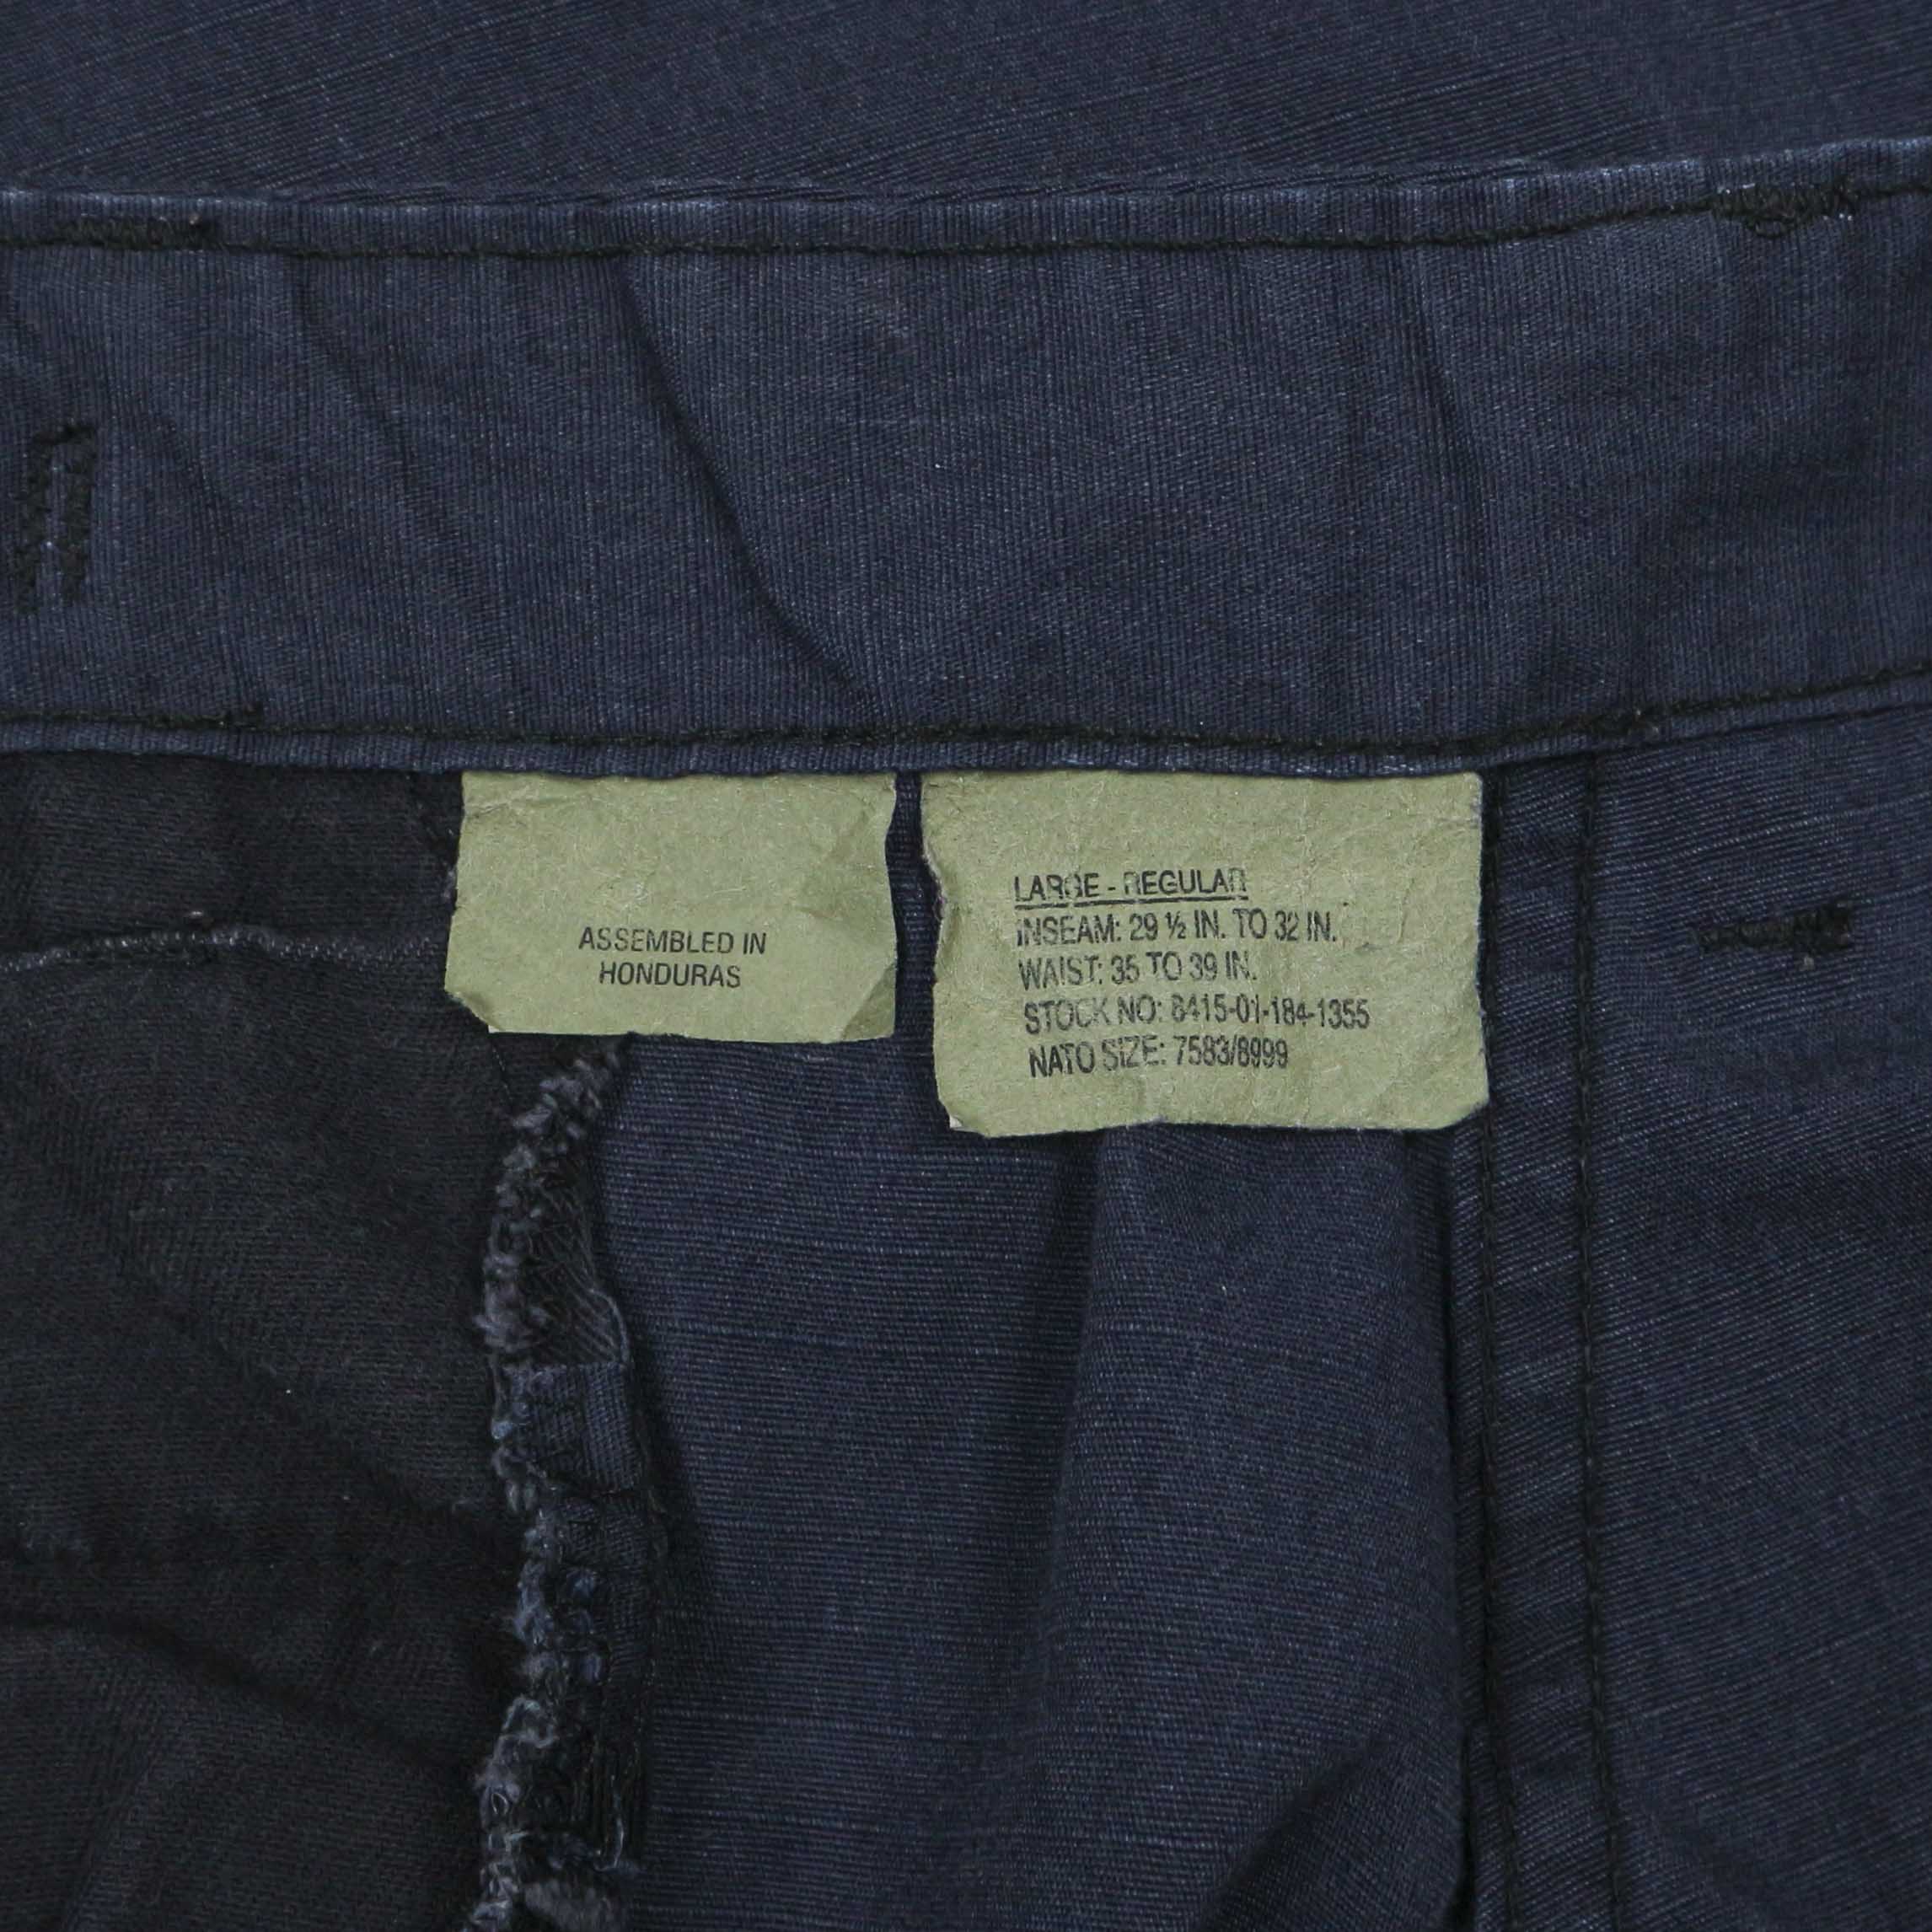 ASSEMBLED IN
HONDURAS
LARGE - REGULAR
INSEAM: 29 ½ IN. TO 32 IN.
WAIST: 35 TO 39 IN.
STOCK NO: 8415-01-184-1355
NATO SIZE: 7583/8999